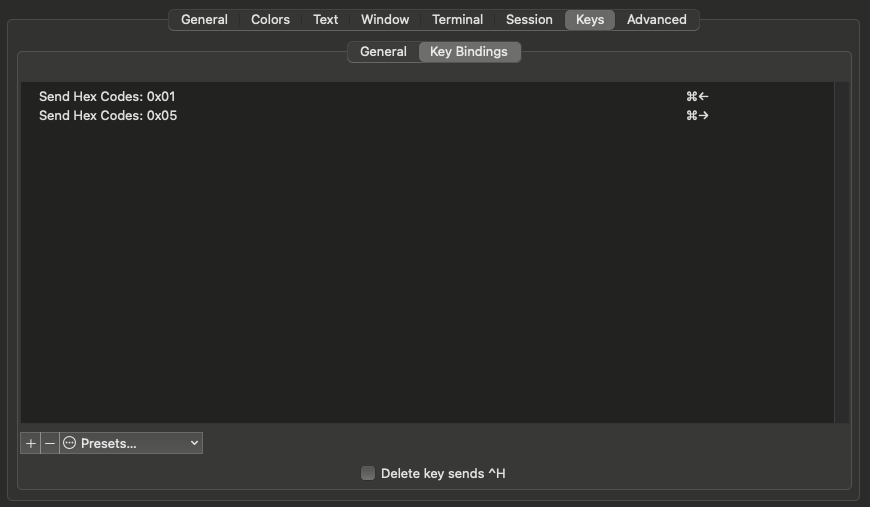 General Colors Text Window Terminal Session Keys Advanced
General Key Bindings
Send Hex Codes: 0x01 ⌘←
Send Hex Codes: 0x05 ⌘→
+ − Presets...
Delete key sends ^H